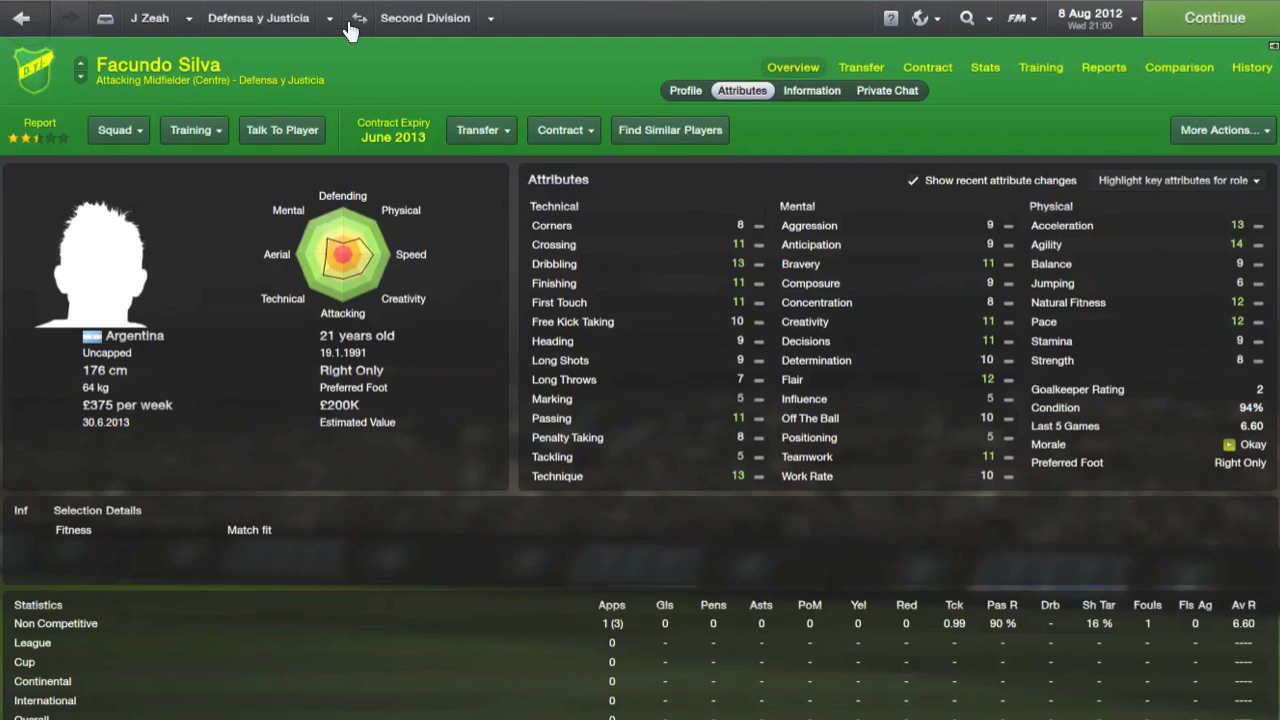 J Zeah Defensa y Justicia Second Division ? FM 8 Aug 2012 Continue
Wed 21:00
D.Y.J.
Facundo Silva
Attacking Midfielder (Centre) - Defensa y Justicia
Overview Transfer Contract Stats Training Reports Comparison History
Profile Attributes Information Private Chat
Report
Squad Training Talk To Player
Contract Expiry
June 2013
Transfer Contract Find Similar Players More Actions...
Defending
Mental Physical
Aerial Speed
Technical Creativity
Attacking
Argentina 21 years old
Uncapped 19.1.1991
176 cm Right Only
64 kg Preferred Foot
£375 per week £200K
30.6.2013 Estimated Value
Attributes Show recent attribute changes Highlight key attributes for role
Technical Mental Physical
Corners 8 Aggression 9 Acceleration 13
Crossing 11 Anticipation 9 Agility 14
Dribbling 13 Bravery 11 Balance 9
Finishing 11 Composure 9 Jumping 6
First Touch 11 Concentration 8 Natural Fitness 12
Free Kick Taking 10 Creativity 11 Pace 12
Heading 9 Decisions 11 Stamina 9
Long Shots 9 Determination 10 Strength 8
Long Throws 7 Flair 12
Marking 5 Influence 5
Passing 11 Off The Ball 10
Penalty Taking 8 Positioning 5
Tackling 5 Teamwork 11
Technique 13 Work Rate 10
Goalkeeper Rating 2
Condition 94%
Last 5 Games 6.60
Morale Okay
Preferred Foot Right Only
Inf Selection Details
Fitness Match fit
Statistics Apps Gls Pens Asts PoM Yel Red Tck Pas R Drb Sh Tar Fouls Fls Ag Av R
Non Competitive 1 (3) 0 0 0 0 0 0 0.99 90 % - 16 % 1 0 6.60
League 0 - - - - - - - - - - - - ----
Cup 0 - - - - - - - - - - - - ----
Continental 0 - - - - - - - - - - - - ----
International 0 - - - - - - - - - - - - ----
Overall 0 - - - - - - - - - - - - ----